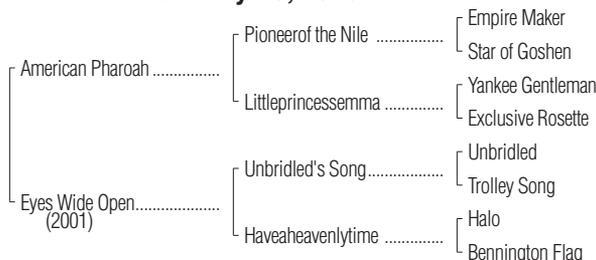 Empire Maker
Pioneerof the Nile ................
Star of Goshen
American Pharoah ................
Yankee Gentleman
Littleprincessemma ..............
Exclusive Rosette
Unbridled
Unbridled's Song..................
Trolley Song
Eyes Wide Open.....................
(2001)
Halo
Haveaheavenlytime ..............
Bennington Flag